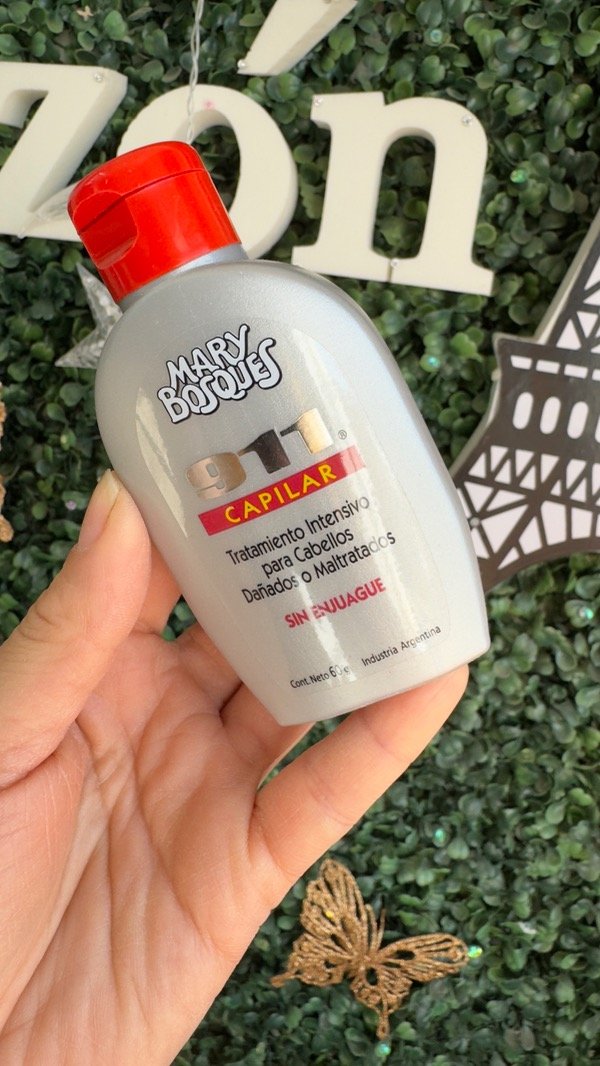 zón
MARY
BOSQUES
911®
CAPILAR
Tratamiento Intensivo
para Cabellos
Dañados o Maltratados
SIN ENJUAGUE
Cont. Neto 60 g Industria Argentina